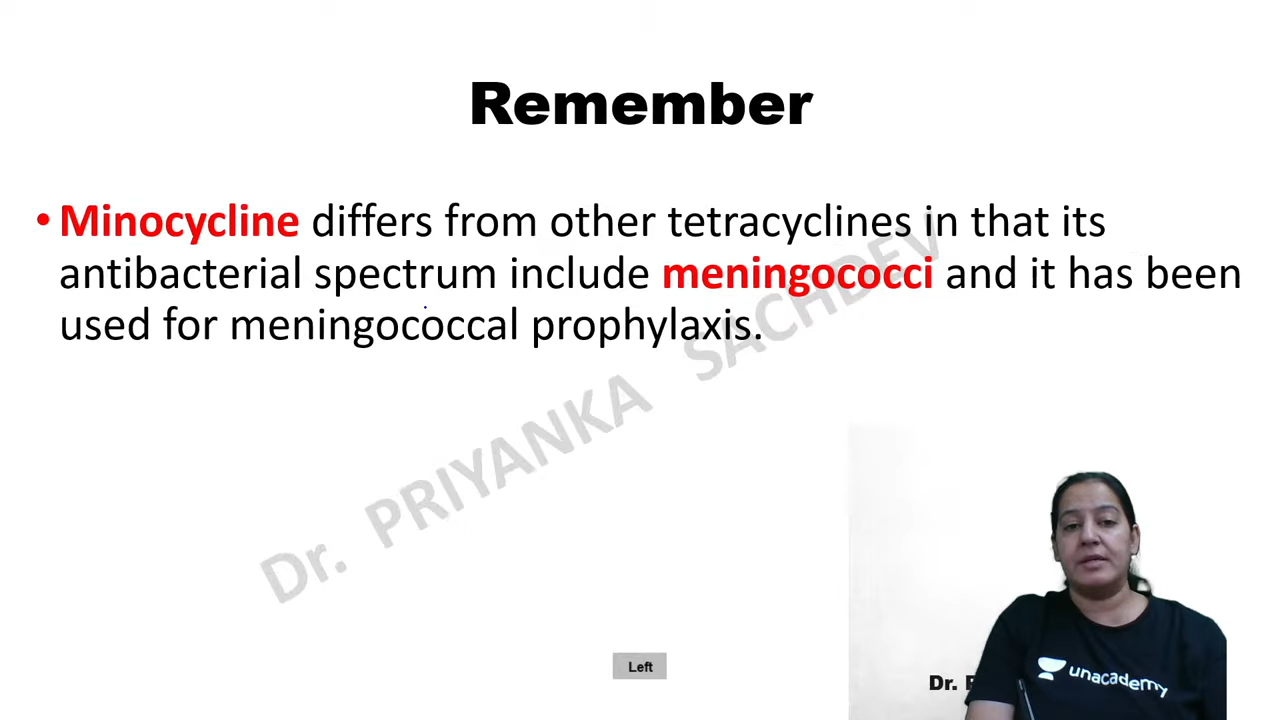 Remember
• Minocycline differs from other tetracyclines in that its
antibacterial spectrum include meningococci and it has been
used for meningococcal prophylaxis.
Dr. PRIYANKA SACHDEV
Left
Dr.
unacademy